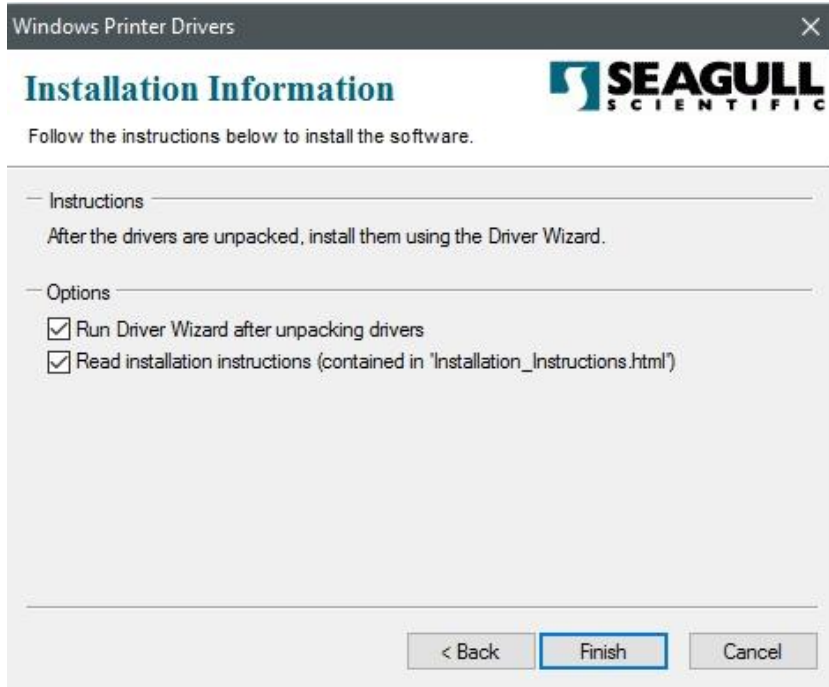 Windows Printer Drivers
Installation Information
SEAGULL
SCIENTIFIC
Follow the instructions below to install the software.
Instructions
After the drivers are unpacked, install them using the Driver Wizard.
Options
Run Driver Wizard after unpacking drivers
Read installation instructions (contained in 'Installation_Instructions.html')
< Back Finish Cancel